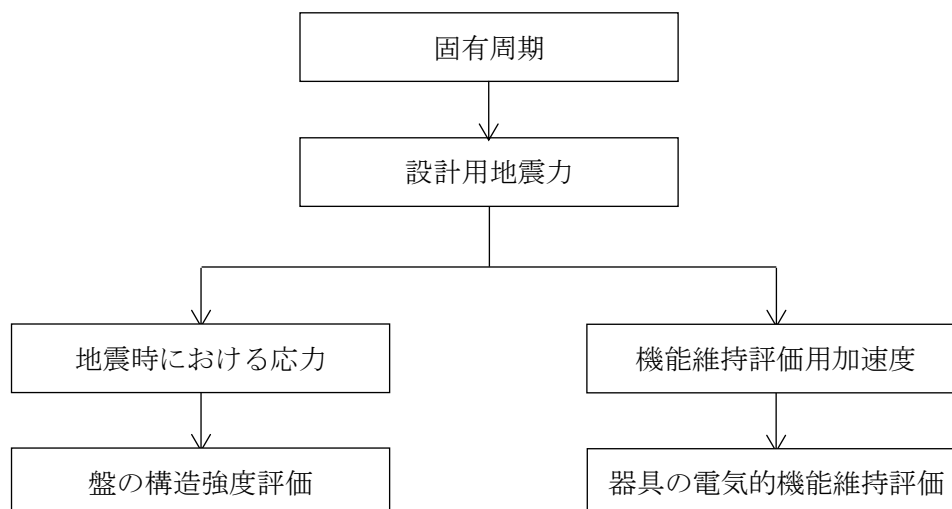 固有周期
設計用地震力
地震時における応力
機能維持評価用加速度
盤の構造強度評価
器具の電気的機能維持評価